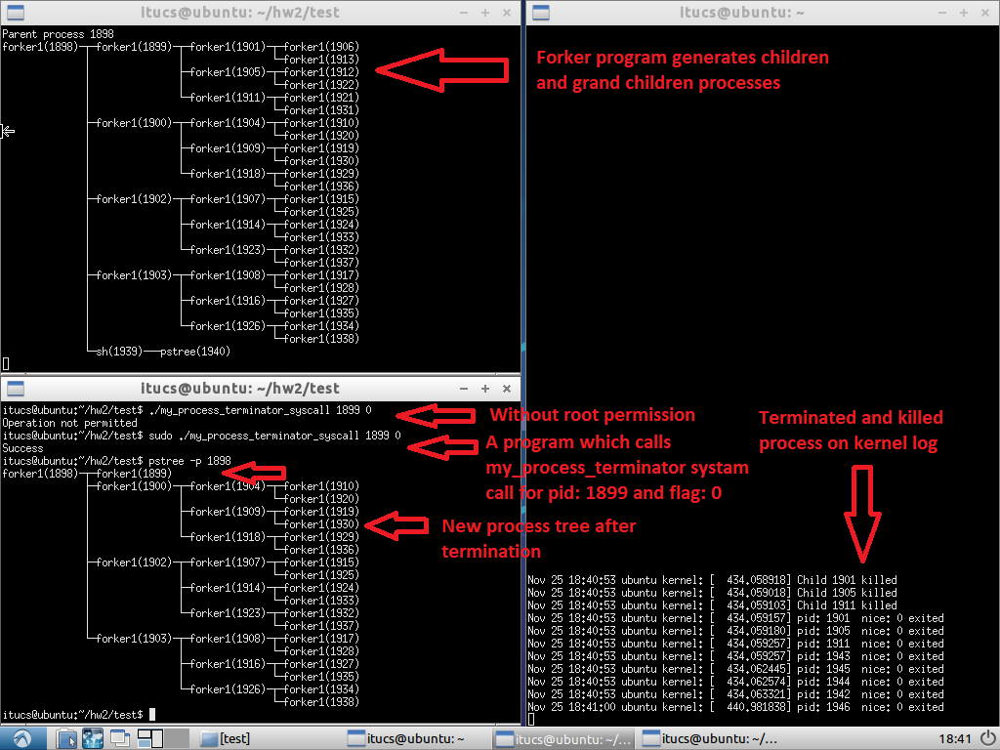 itucs@ubuntu: ~/hw2/test
Parent process 1898
forker1(1898)─┬─forker1(1899)─┬─forker1(1901)─┬─forker1(1906)
└─forker1(1913)
├─forker1(1905)─┬─forker1(1912)
└─forker1(1922)
└─forker1(1911)─┬─forker1(1921)
└─forker1(1931)
├─forker1(1900)─┬─forker1(1904)─┬─forker1(1910)
└─forker1(1920)
├─forker1(1909)─┬─forker1(1919)
└─forker1(1930)
└─forker1(1918)─┬─forker1(1929)
└─forker1(1936)
├─forker1(1902)─┬─forker1(1907)─┬─forker1(1915)
└─forker1(1925)
├─forker1(1914)─┬─forker1(1924)
└─forker1(1933)
└─forker1(1923)─┬─forker1(1932)
└─forker1(1937)
├─forker1(1903)─┬─forker1(1908)─┬─forker1(1917)
└─forker1(1928)
├─forker1(1916)─┬─forker1(1927)
└─forker1(1935)
└─forker1(1926)─┬─forker1(1934)
└─forker1(1938)
└─sh(1939)───pstree(1940)
itucs@ubuntu: ~
Forker program generates children
and grand children processes
itucs@ubuntu: ~/hw2/test
itucs@ubuntu:~/hw2/test$ ./my_process_terminator_syscall 1899 0
Operation not permitted
itucs@ubuntu:~/hw2/test$ sudo ./my_process_terminator_syscall 1899 0
Success
itucs@ubuntu:~/hw2/test$ pstree -p 1898
forker1(1898)─┬─forker1(1899)
├─forker1(1900)─┬─forker1(1904)─┬─forker1(1910)
└─forker1(1920)
├─forker1(1909)─┬─forker1(1919)
└─forker1(1930)
└─forker1(1918)─┬─forker1(1929)
└─forker1(1936)
├─forker1(1902)─┬─forker1(1907)─┬─forker1(1915)
└─forker1(1925)
├─forker1(1914)─┬─forker1(1924)
└─forker1(1933)
└─forker1(1923)─┬─forker1(1932)
└─forker1(1937)
└─forker1(1903)─┬─forker1(1908)─┬─forker1(1917)
└─forker1(1928)
├─forker1(1916)─┬─forker1(1927)
└─forker1(1935)
└─forker1(1926)─┬─forker1(1934)
└─forker1(1938)
itucs@ubuntu:~/hw2/test$
Without root permission
A program which calls
my_process_terminator systam
call for pid: 1899 and flag: 0
New process tree after
termination
Terminated and killed
process on kernel log
Nov 25 18:40:53 ubuntu kernel: [  434.058918] Child 1901 killed
Nov 25 18:40:53 ubuntu kernel: [  434.059018] Child 1905 killed
Nov 25 18:40:53 ubuntu kernel: [  434.059103] Child 1911 killed
Nov 25 18:40:53 ubuntu kernel: [  434.059157] pid: 1901  nice: 0 exited
Nov 25 18:40:53 ubuntu kernel: [  434.059180] pid: 1905  nice: 0 exited
Nov 25 18:40:53 ubuntu kernel: [  434.059257] pid: 1911  nice: 0 exited
Nov 25 18:40:53 ubuntu kernel: [  434.059257] pid: 1943  nice: 0 exited
Nov 25 18:40:53 ubuntu kernel: [  434.062445] pid: 1945  nice: 0 exited
Nov 25 18:40:53 ubuntu kernel: [  434.062574] pid: 1944  nice: 0 exited
Nov 25 18:40:53 ubuntu kernel: [  434.063321] pid: 1942  nice: 0 exited
Nov 25 18:41:00 ubuntu kernel: [  440.981838] pid: 1946  nice: 0 exited
[test]
itucs@ubuntu: ~
itucs@ubuntu: ~/...
itucs@ubuntu: ~/...
18:41